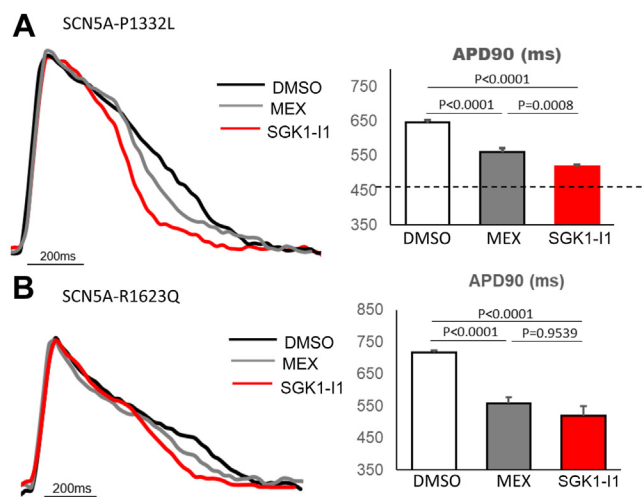 A
SCN5A-P1332L
DMSO
MEX
SGK1-I1
200ms
APD90 (ms)
P<0.0001
P<0.0001 P=0.0008
750
650
550
450
350
DMSO MEX SGK1-I1
B
SCN5A-R1623Q
DMSO
MEX
SGK1-I1
200ms
APD90 (ms)
P<0.0001
P<0.0001 P=0.9539
850
750
650
550
450
350
DMSO MEX SGK1-I1